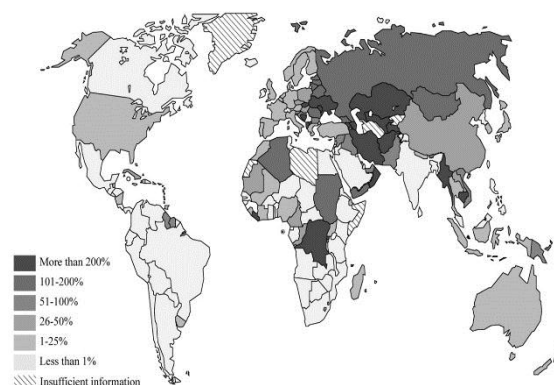 More than 200%
101-200%
51-100%
26-50%
1-25%
Less than 1%
Insufficient information